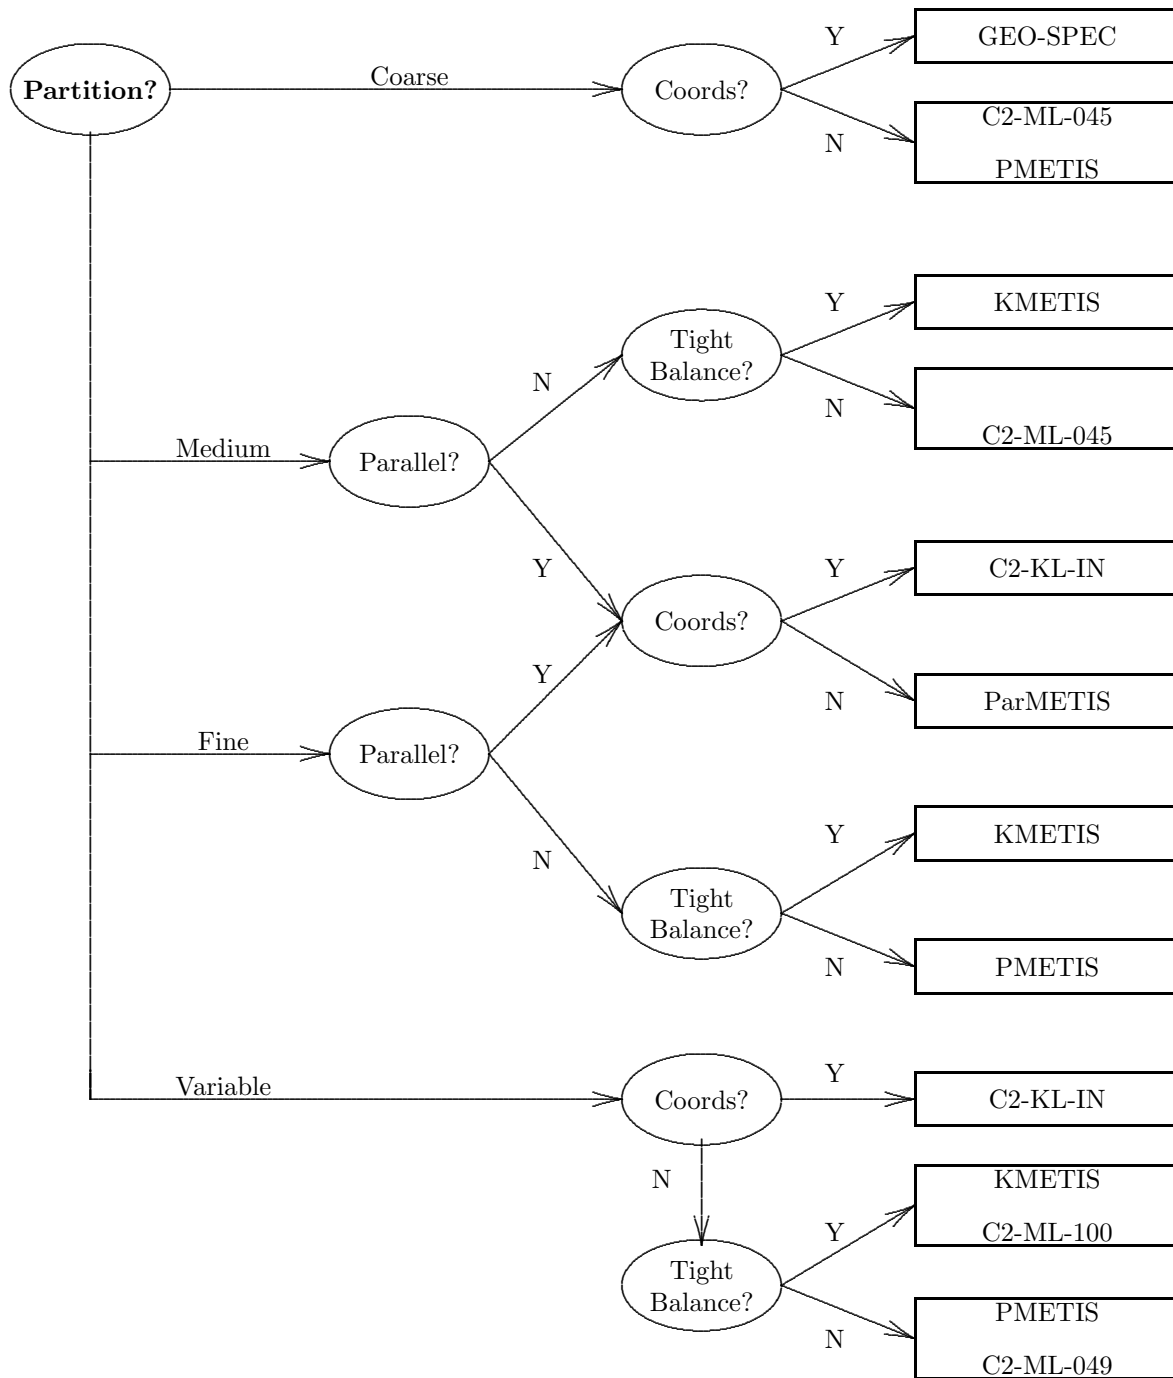 Y
GEO-SPEC
Partition?
Coarse
Coords?
N
C2-ML-045
PMETIS
Y
KMETIS
Tight
Balance?
N
N
C2-ML-045
Medium
Parallel?
Y
Y
C2-KL-IN
Coords?
Y
N
ParMETIS
Fine
Parallel?
N
Y
KMETIS
Tight
Balance?
N
PMETIS
Variable
Coords?
Y
C2-KL-IN
N
KMETIS
C2-ML-100
Y
Tight
Balance?
N
PMETIS
C2-ML-049